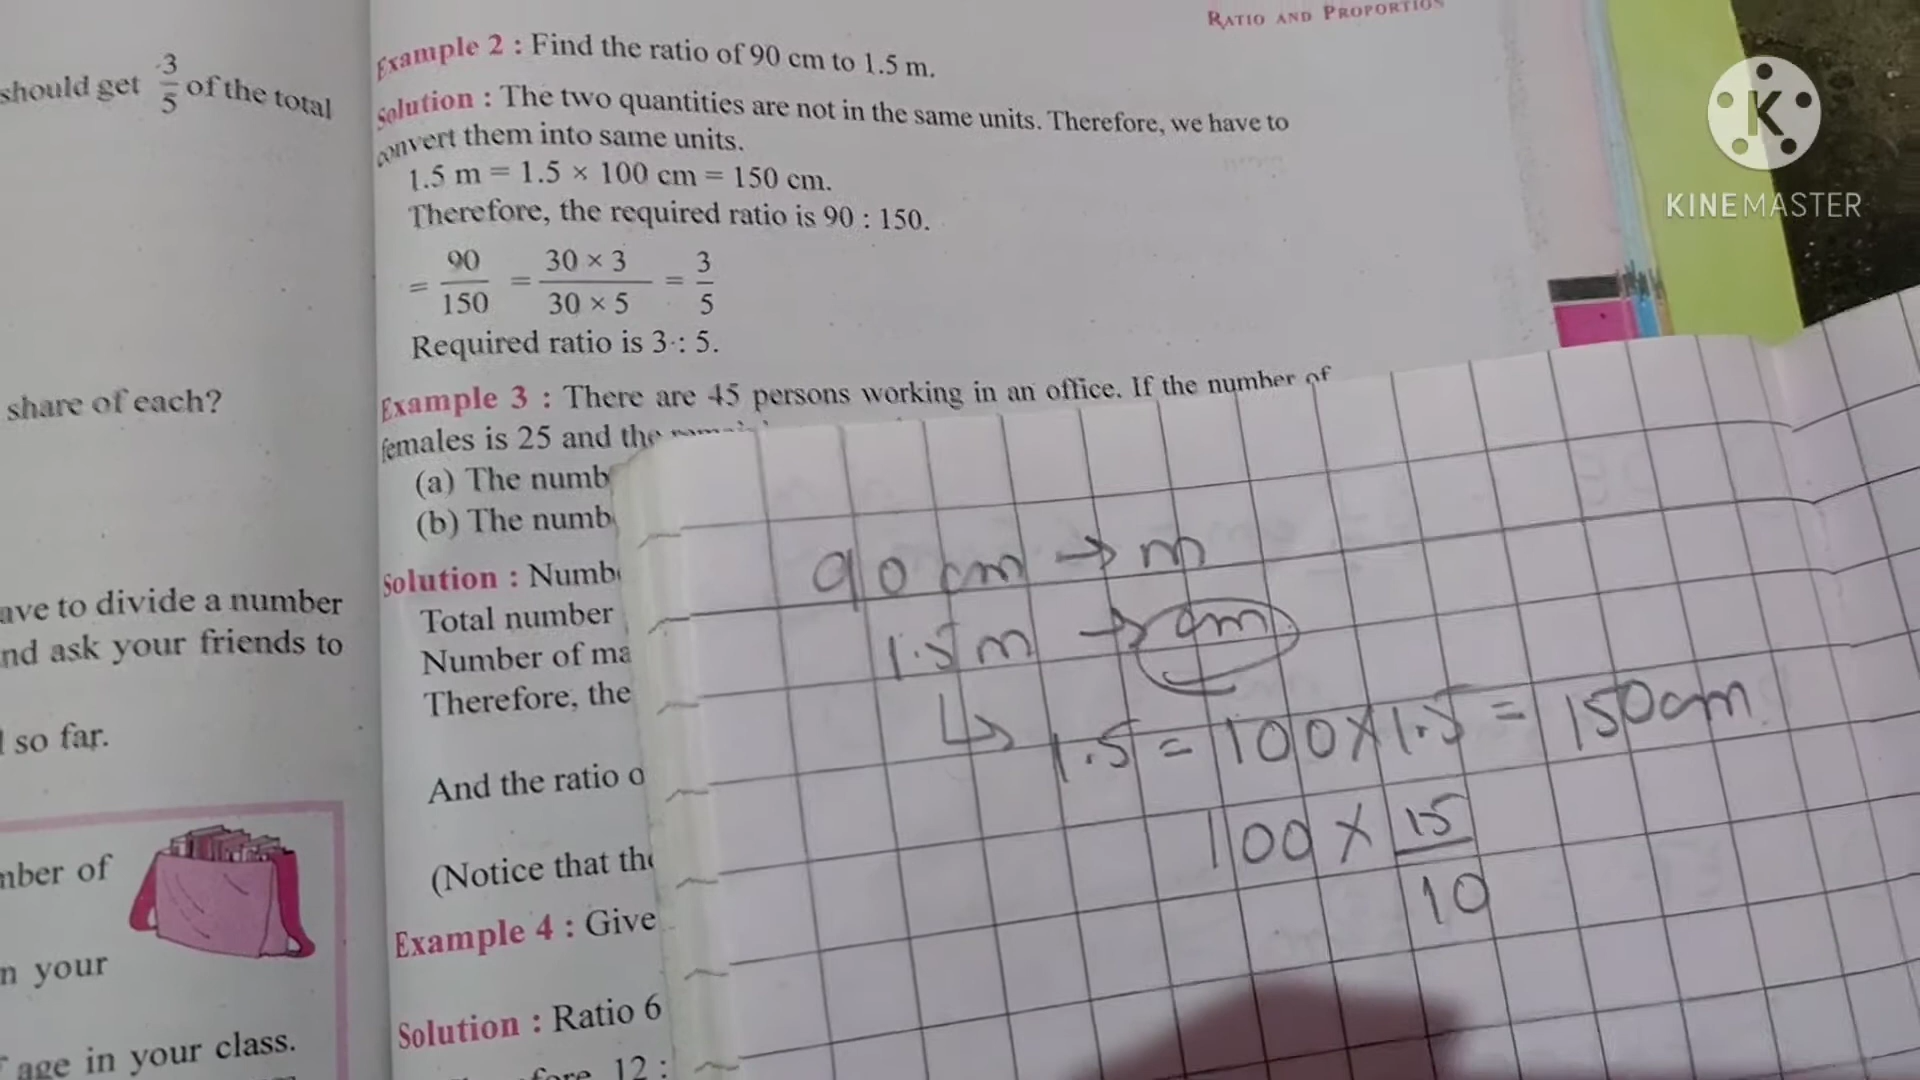 RATIO AND PROPORTION
should get 3/5 of the total
share of each?
ave to divide a number
nd ask your friends to
so far.
mber of
n your
age in your class.
Example 2 : Find the ratio of 90 cm to 1.5 m.
Solution : The two quantities are not in the same units. Therefore, we have to
convert them into same units.
1.5 m = 1.5 × 100 cm = 150 cm.
Therefore, the required ratio is 90 : 150.
= 90/150 = 30 × 3/30 × 5 = 3/5
Required ratio is 3 : 5.
Example 3 : There are 45 persons working in an office. If the number of
females is 25 and the
(a) The numb
(b) The numb
Solution : Numb
Total number
Number of ma
Therefore, the
And the ratio o
(Notice that th
Example 4 : Give
Solution : Ratio 6
fore, 12 :
90 cm → m
1.5 m → cm
↳ 1.5 = 100 × 1.5 = 150 cm
100 × 15/10
K
KINEMASTER